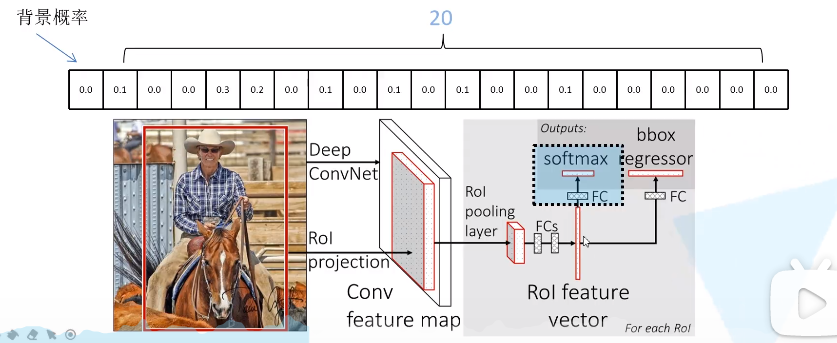 背景概率
20
0.0 0.1 0.0 0.0 0.3 0.2 0.0 0.1 0.0 0.1 0.0 0.1 0.0 0.0 0.1 0.0 0.0 0.0 0.0 0.0
Outputs:
softmax
bbox
regressor
Deep
ConvNet
FC
FC
RoI
pooling
layer
FCs
RoI
projection
Conv
feature map
RoI feature
vector
For each RoI